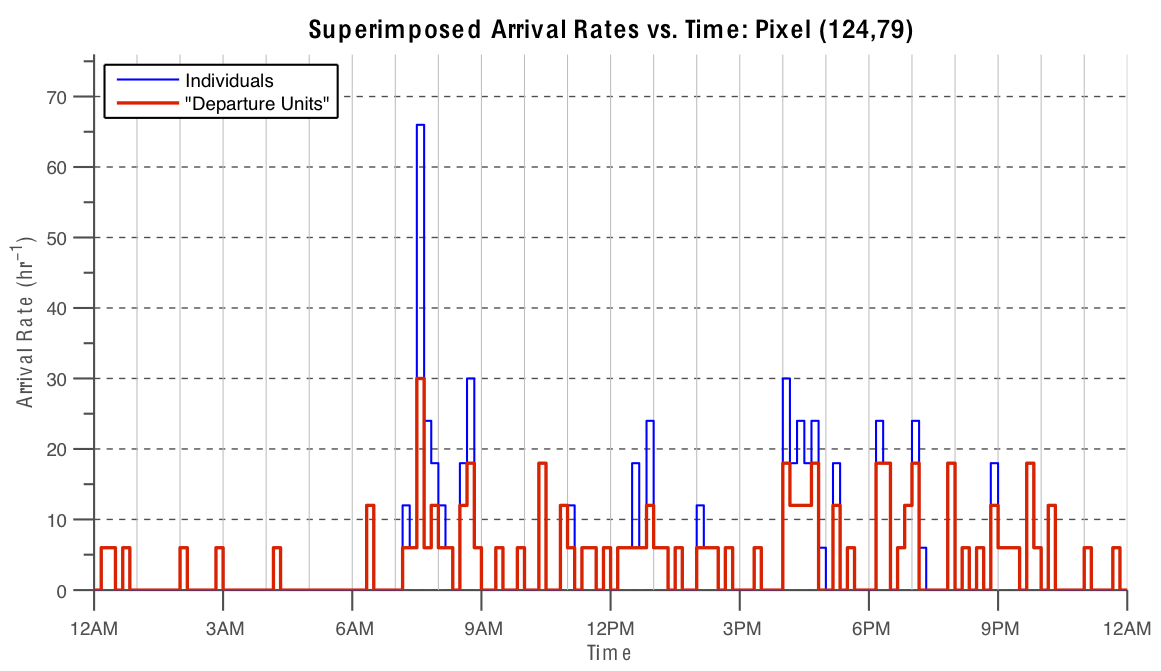 Superimposed Arrival Rates vs. Time: Pixel (124,79)
Individuals
"Departure Units"
70
60
50
40
30
20
10
0
Arrival Rate (hr⁻¹)
12AM 3AM 6AM 9AM 12PM 3PM 6PM 9PM 12AM
Time